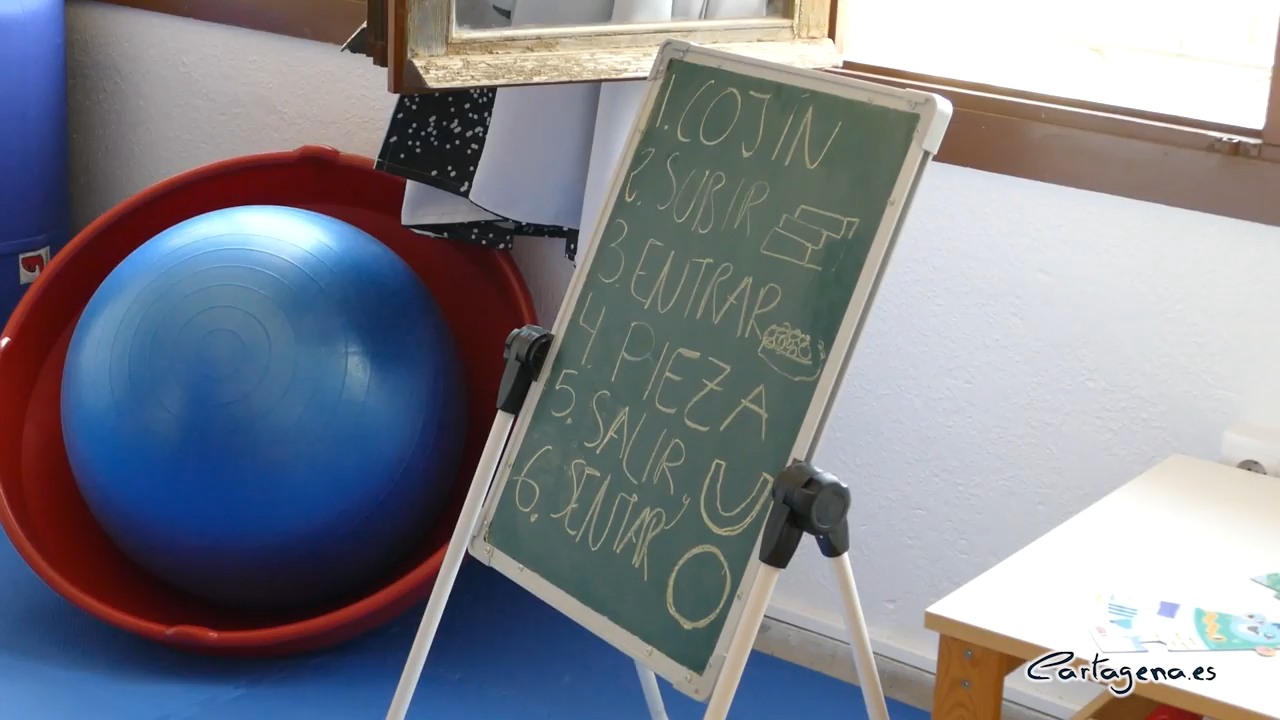 1. COJÍN
2. SUBIR
3. ENTRAR
4. PIEZA
5. SALIR
6. SENTAR
Cartagena.es